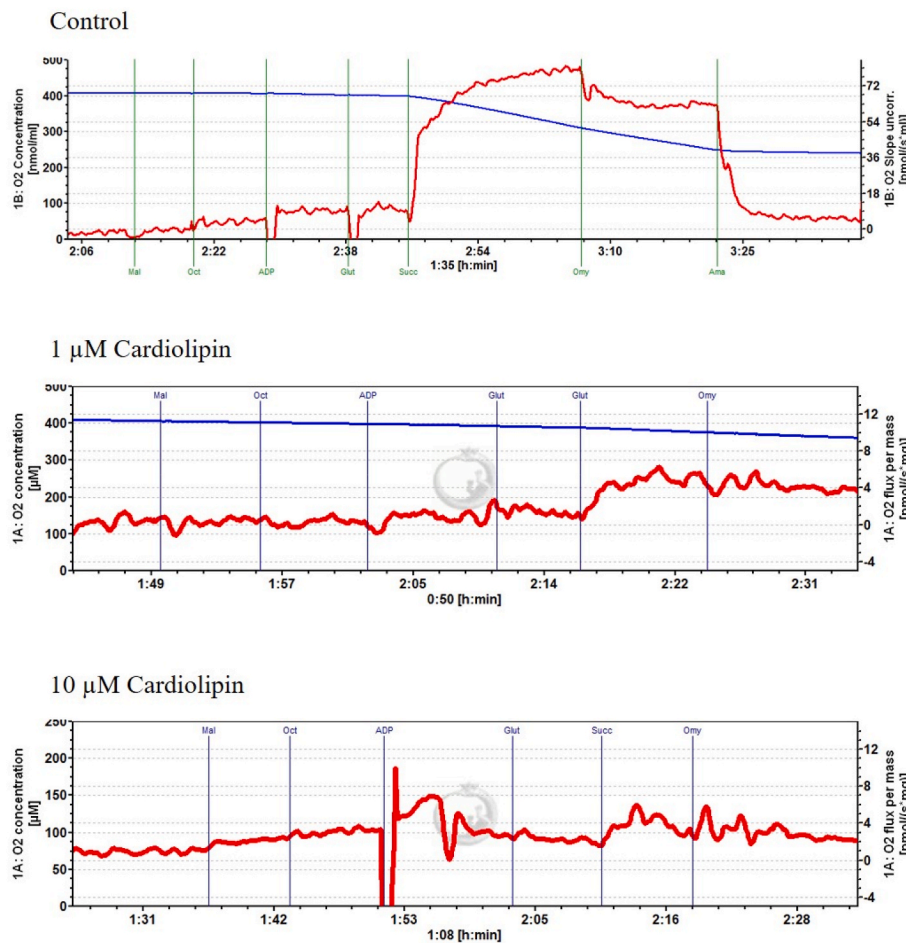 Control
500
400
300
200
100
0
1B: O2 Concentration
[nmol/ml]
72
54
36
18
0
1B: O2 Slope uncorr.
[pmol/(s*ml)]
2:06 2:22 2:38 2:54 3:10 3:25
1:35 [h:min]
Mal Oct ADP Glut Succ Omy Ama
1 µM Cardiolipin
500
400
300
200
100
0
1A: O2 concentration
[µM]
Mal Oct ADP Glut Glut Omy
12
8
4
0
-4
1A: O2 flux per mass
[pmol/(s*mg)]
1:49 1:57 2:05 2:14 2:22 2:31
0:50 [h:min]
10 µM Cardiolipin
250
200
150
100
50
0
1A: O2 concentration
[µM]
Mal Oct ADP Glut Succ Omy
12
8
4
0
-4
1A: O2 flux per mass
[pmol/(s*mg)]
1:31 1:42 1:53 2:05 2:16 2:28
1:08 [h:min]